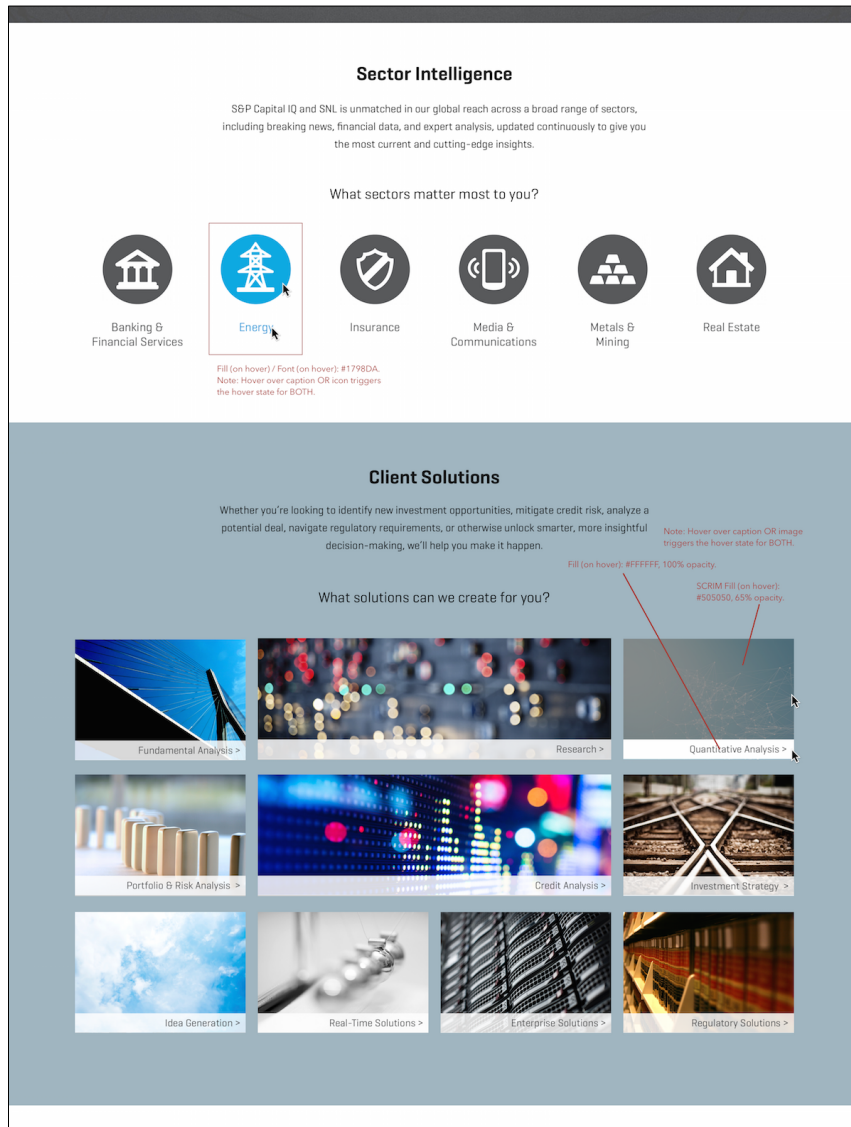 Sector Intelligence
S&P Capital IQ and SNL is unmatched in our global reach across a broad range of sectors,
including breaking news, financial data, and expert analysis, updated continuously to give you
the most current and cutting-edge insights.
What sectors matter most to you?
Banking &
Financial Services
Energy
Insurance
Media &
Communications
Metals &
Mining
Real Estate
Fill (on hover) / Font (on hover): #1798DA.
Note: Hover over caption OR icon triggers
the hover state for BOTH.
Client Solutions
Whether you're looking to identify new investment opportunities, mitigate credit risk, analyze a
potential deal, navigate regulatory requirements, or otherwise unlock smarter, more insightful
decision-making, we'll help you make it happen.
Note: Hover over caption OR image
triggers the hover state for BOTH.
Fill (on hover): #FFFFFF, 100% opacity.
SCRIM Fill (on hover):
#505050, 65% opacity.
What solutions can we create for you?
Fundamental Analysis >
Research >
Quantitative Analysis >
Portfolio & Risk Analysis >
Credit Analysis >
Investment Strategy >
Idea Generation >
Real-Time Solutions >
Enterprise Solutions >
Regulatory Solutions >